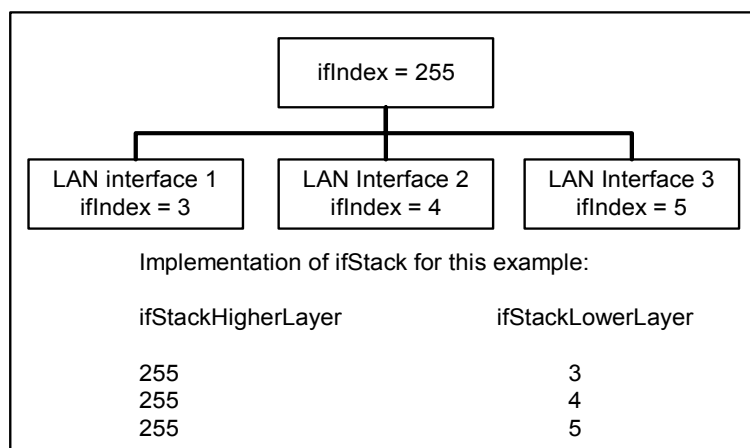 ifIndex = 255
LAN interface 1
ifIndex = 3
LAN Interface 2
ifIndex = 4
LAN Interface 3
ifIndex = 5
Implementation of ifStack for this example:
ifStackHigherLayer ifStackLowerLayer
255 3
255 4
255 5